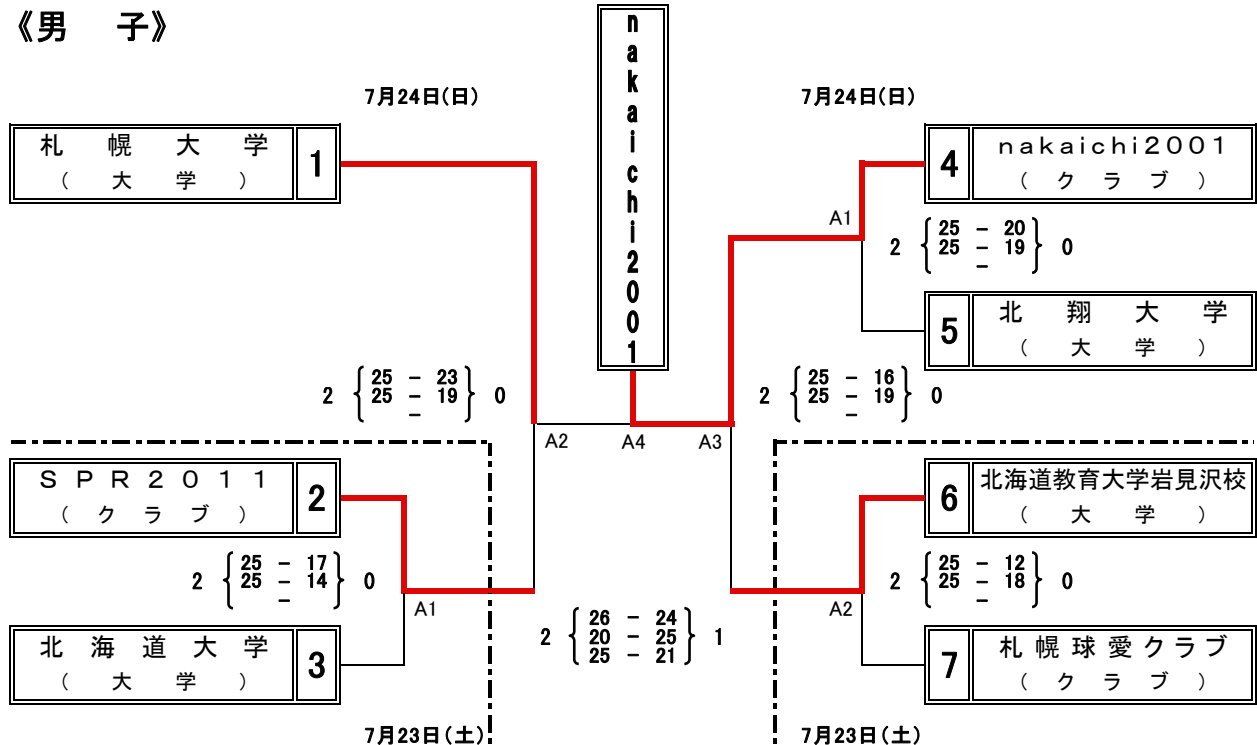 《男 子》
nakaichi2001
7月24日(日)
7月24日(日)
札幌大学
(大学)
1
4
nakaichi2001
(クラブ)
A1
2 { 25 − 20
25 − 19
− } 0
5
北翔大学
(大学)
2 { 25 − 23
25 − 19
− } 0
2 { 25 − 16
25 − 19
− } 0
A2
A4
A3
SPR2011
(クラブ)
2
6
北海道教育大学岩見沢校
(大学)
2 { 25 − 17
25 − 14
− } 0
2 { 25 − 12
25 − 18
− } 0
A1
A2
2 { 26 − 24
20 − 25
25 − 21 } 1
北海道大学
(大学)
3
7
札幌球愛クラブ
(クラブ)
7月23日(土)
7月23日(土)